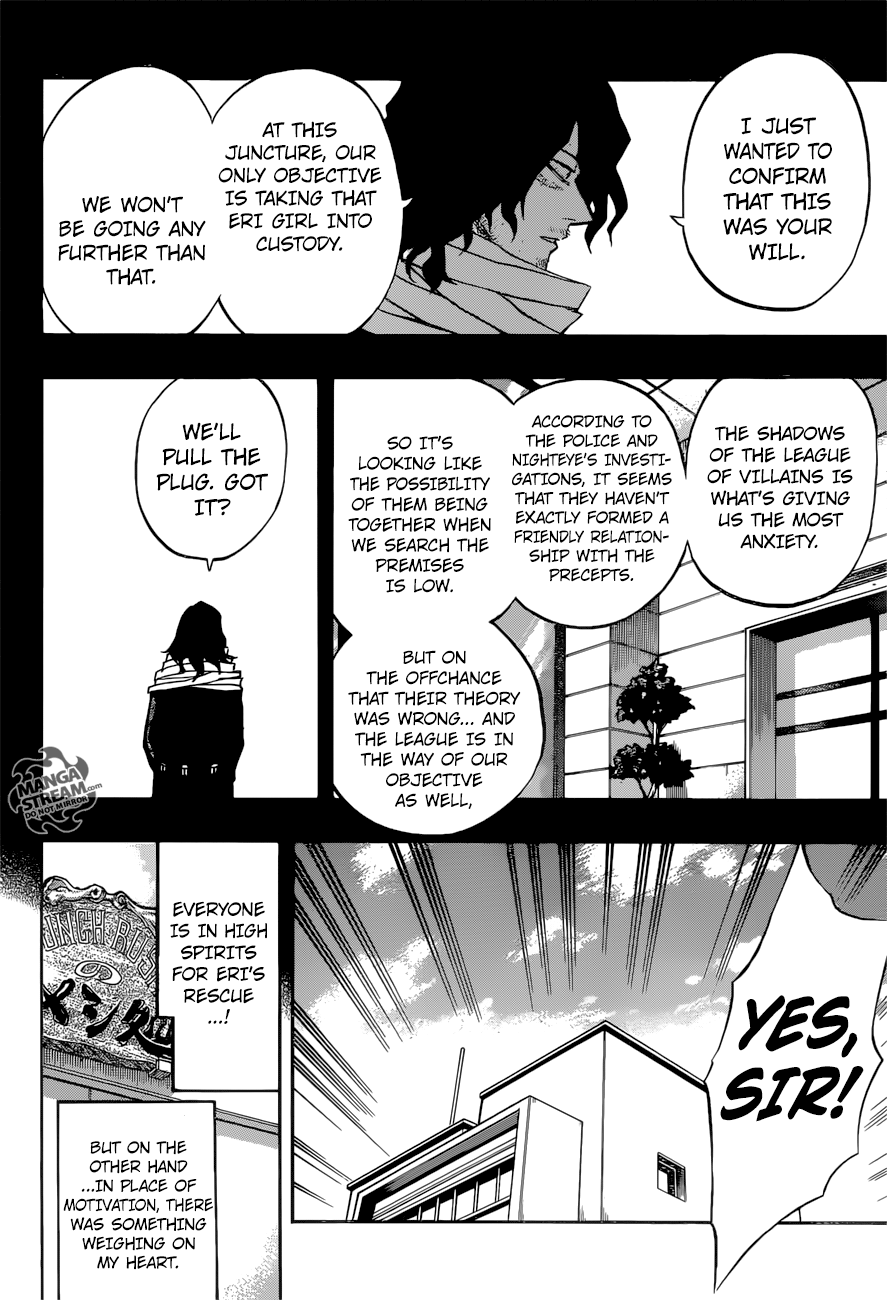 I JUST
WANTED TO
CONFIRM
THAT THIS
WAS YOUR
WILL.
AT THIS
JUNCTURE, OUR
ONLY OBJECTIVE
IS TAKING THAT
ERI GIRL INTO
CUSTODY.
WE WON'T
BE GOING ANY
FURTHER THAN
THAT.
THE SHADOWS
OF THE LEAGUE
OF VILLAINS IS
WHAT'S GIVING
US THE MOST
ANXIETY.
ACCORDING TO
THE POLICE AND
NIGHTEYE'S INVESTI-
GATIONS, IT SEEMS
THAT THEY HAVEN'T
EXACTLY FORMED A
FRIENDLY RELATION-
SHIP WITH THE
PRECEPTS.
SO IT'S
LOOKING LIKE
THE POSSIBILITY
OF THEM BEING
TOGETHER WHEN
WE SEARCH THE
PREMISES
IS LOW.
BUT ON
THE OFFCHANCE
THAT THEIR THEORY
WAS WRONG... AND
THE LEAGUE IS IN
THE WAY OF OUR
OBJECTIVE
AS WELL,
WE'LL
PULL THE
PLUG. GOT
IT?
MANGA
STREAM.com
DO NOT MIRROR
YES,
SIR!
EVERYONE
IS IN HIGH
SPIRITS
FOR ERI'S
RESCUE
...!
UNCH RUS
の
メシ処
BUT ON THE
OTHER HAND
...IN PLACE OF
MOTIVATION, THERE
WAS SOMETHING
WEIGHING ON
MY HEART.